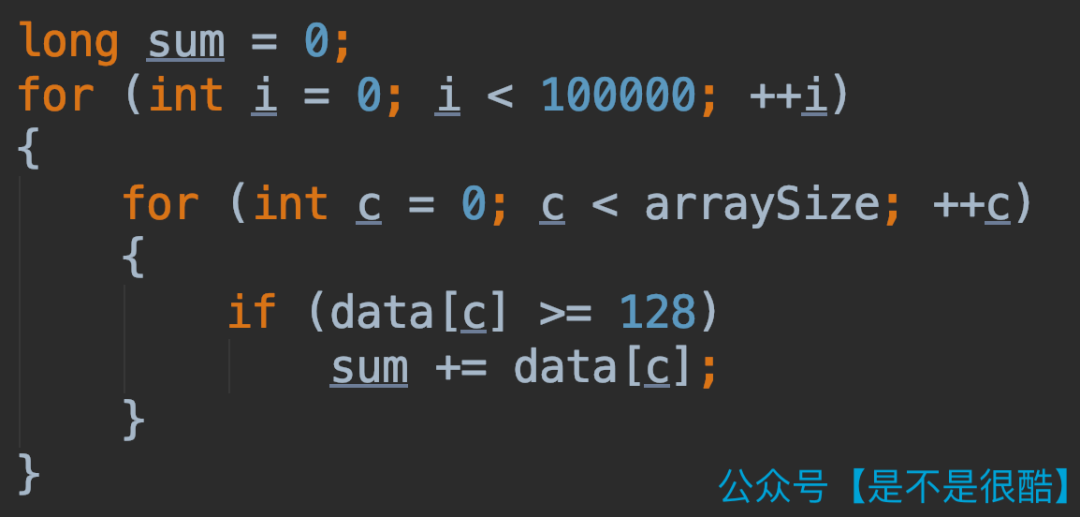 long sum = 0;
for (int i = 0; i < 100000; ++i)
{
    for (int c = 0; c < arraySize; ++c)
    {
        if (data[c] >= 128)
            sum += data[c];
    }
}
公众号【是不是很酷】